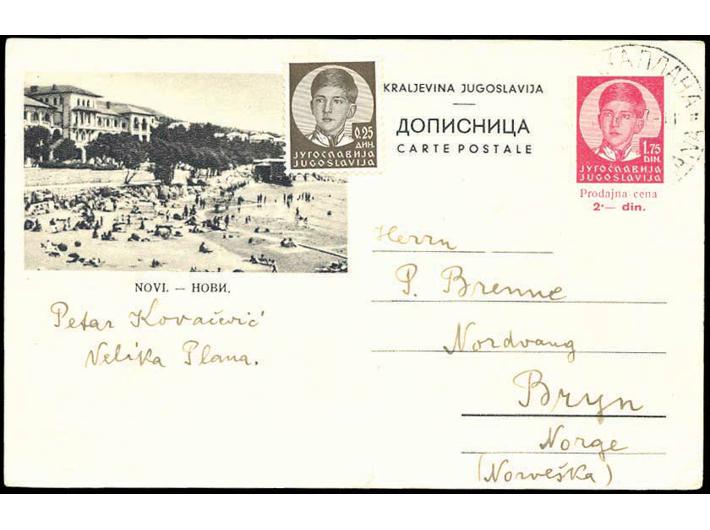 KRALJEVINA JUGOSLAVIJA
ДОПИСНИЦА
CARTE POSTALE
0.25
ДИН.
ЈУГОСЛАВИЈА
JUGOSLAVIJA
1.75
DIN.
ЈУГОСЛАВИЈА
JUGOSLAVIJA
Prodajna cena
2·— din.
NOVI. — НОВИ.
Petar Kovačević
Velika Plana.
Herrn
P. Brenne
Nordvang
Bryn
Norge
(Norveška)